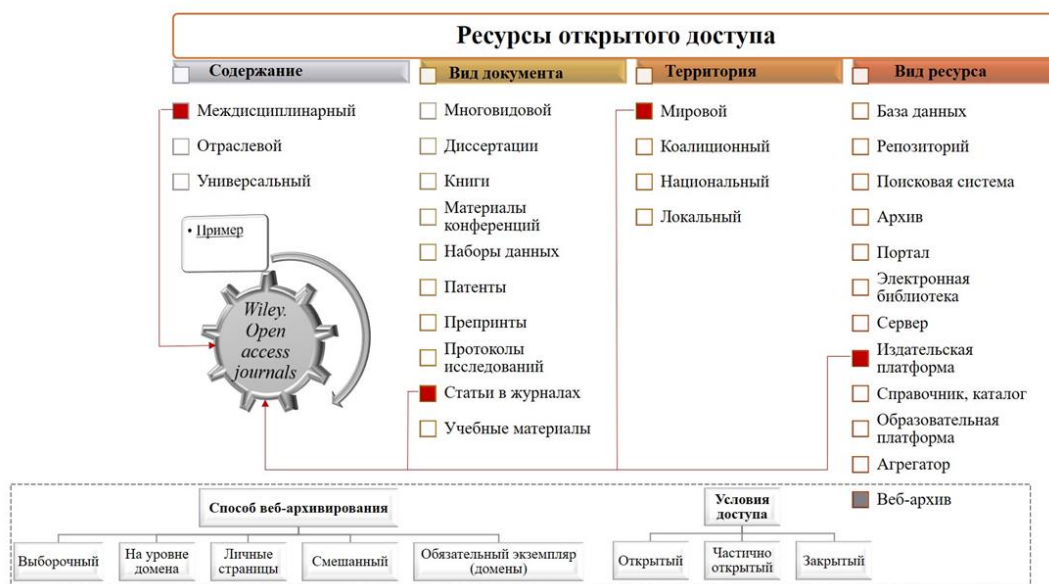 Ресурсы открытого доступа
Содержание
Междисциплинарный
Отраслевой
Универсальный
• Пример
Wiley.
Open
access
journals
Вид документа
Многовидовой
Диссертации
Книги
Материалы
конференций
Наборы данных
Патенты
Препринты
Протоколы
исследований
Статьи в журналах
Учебные материалы
Территория
Мировой
Коалиционный
Национальный
Локальный
Вид ресурса
База данных
Репозиторий
Поисковая система
Архив
Портал
Электронная
библиотека
Сервер
Издательская
платформа
Справочник, каталог
Образовательная
платформа
Агрегатор
Веб-архив
Способ веб-архивирования
Выборочный
На уровне
домена
Личные
страницы
Смешанный
Обязательный экземпляр
(домены)
Условия
доступа
Открытый
Частично
открытый
Закрытый